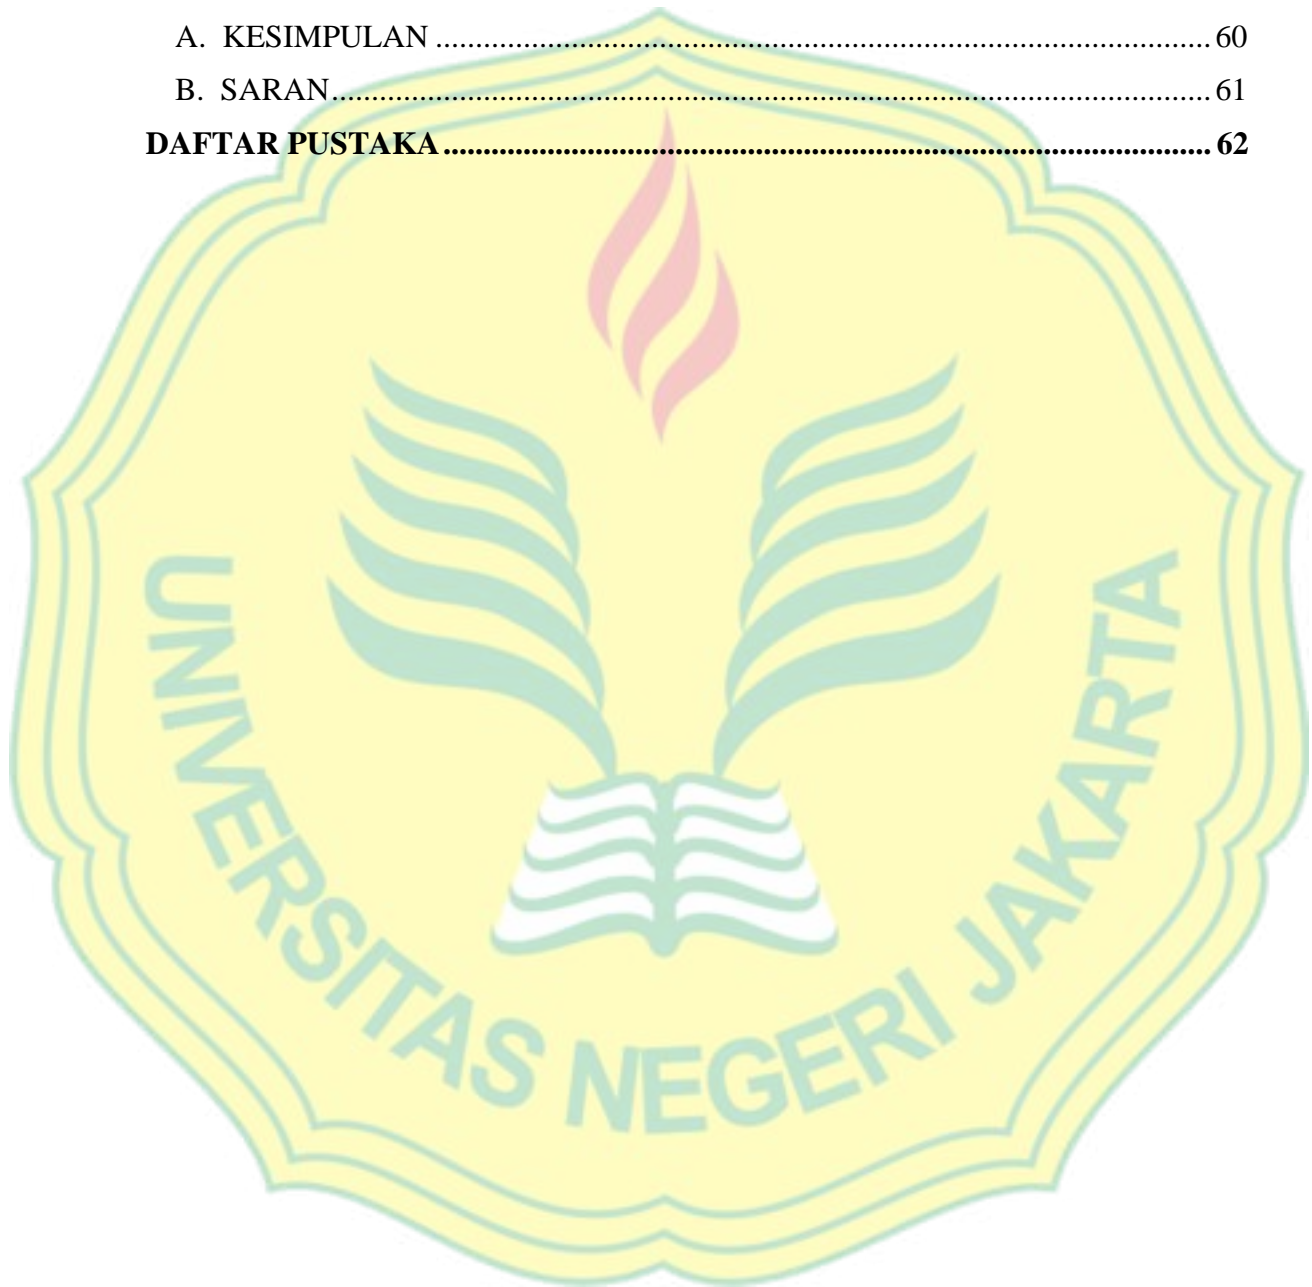 A. KESIMPULAN ........................................................................ 60
B. SARAN........................................................................ 61
DAFTAR PUSTAKA........................................................................ 62
UNIVERSITAS NEGERI JAKARTA